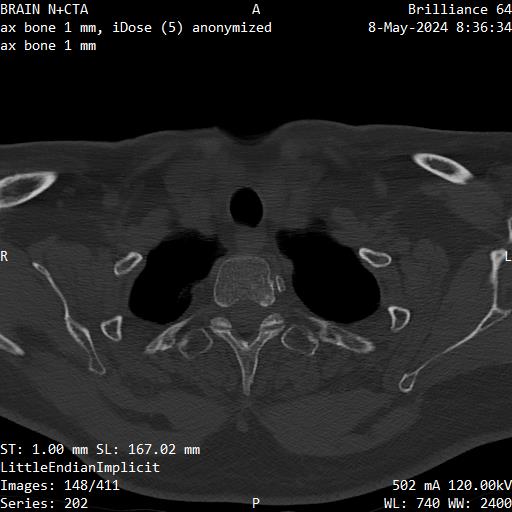 BRAIN N+CTA
A
Brilliance 64
ax bone 1 mm, iDose (5) anonymized
8-May-2024 8:36:34
ax bone 1 mm
R
L
ST: 1.00 mm SL: 167.02 mm
LittleEndianImplicit
Images: 148/411
502 mA 120.00kV
Series: 202
P
WL: 740 WW: 2400